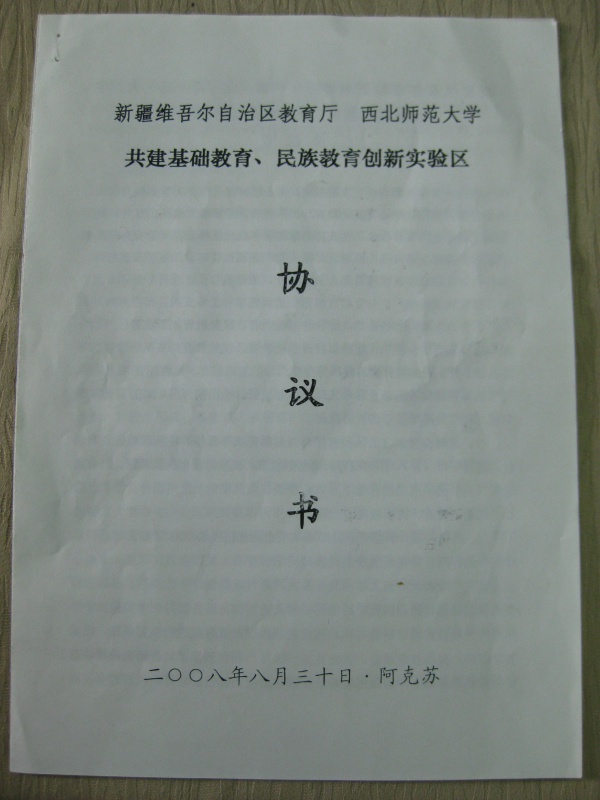 新疆维吾尔自治区教育厅　西北师范大学
共建基础教育、民族教育创新实验区
协
议
书
二〇〇八年八月三十日·阿克苏